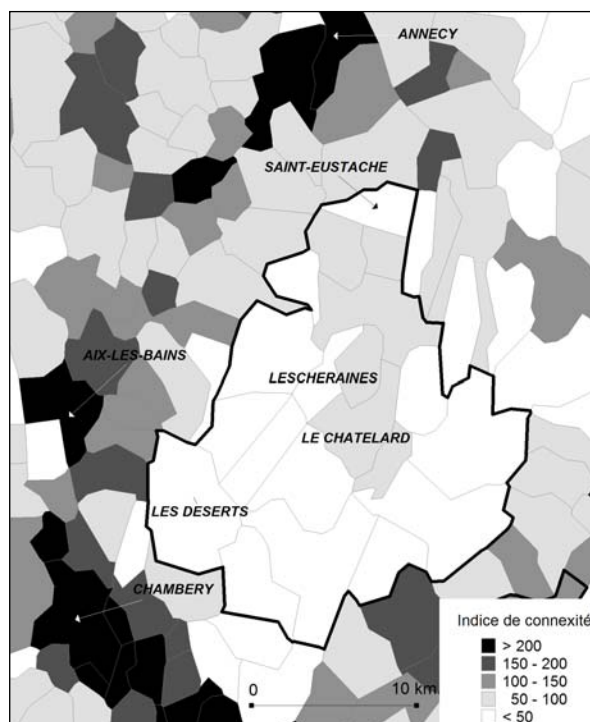 ANNECY
SAINT-EUSTACHE
AIX-LES-BAINS
LESCHERAINES
LE CHATELARD
LES DESERTS
CHAMBERY
Indice de connexité
> 200
150 - 200
100 - 150
50 - 100
< 50
0 10 km